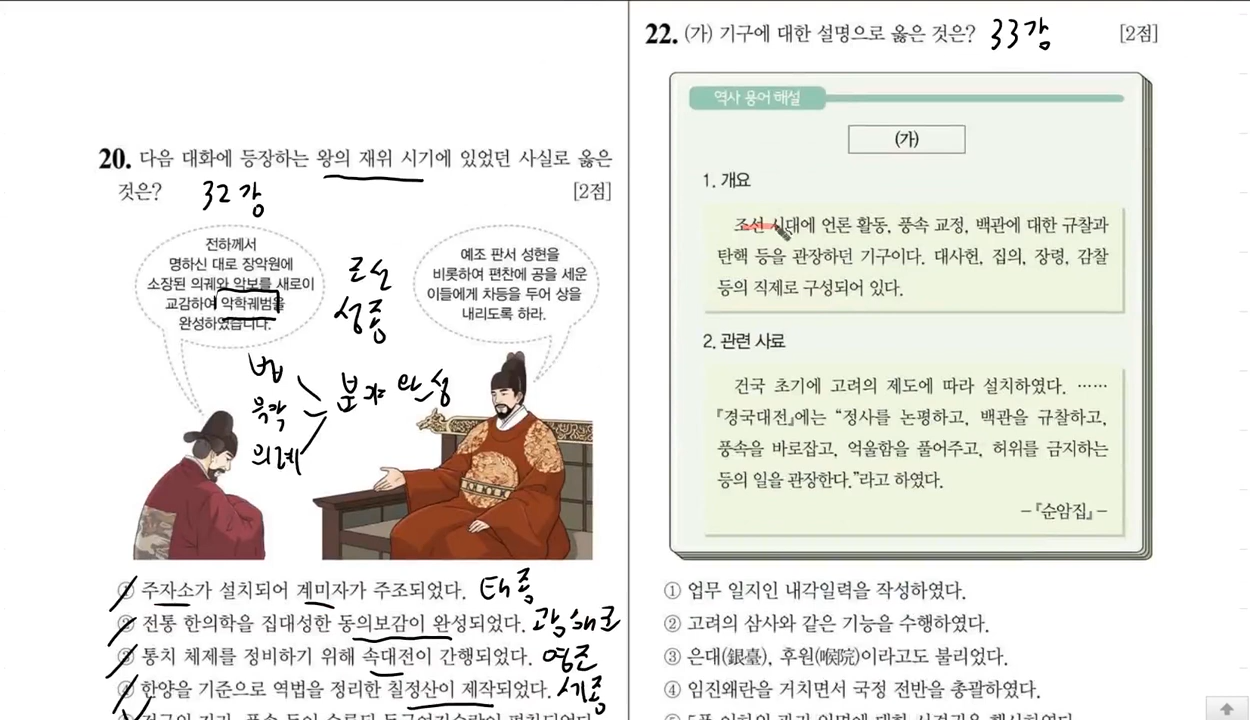 20. 다음 대화에 등장하는 왕의 재위 시기에 있었던 사실로 옳은
것은? 32강 [2점]
전하께서
명하신 대로 장악원에
소장된 의궤와 악보를 새로이
교감하여 악학궤범을
완성하였습니다.
예조 판서 성현을
비롯하여 편찬에 공을 세운
이들에게 차등을 두어 상을
내리도록 하라.
조선
성종
법
음악
의례
문화 완성
① 주자소가 설치되어 계미자가 주조되었다. 태종
② 전통 한의학을 집대성한 동의보감이 완성되었다. 광해군
③ 통치 체제를 정비하기 위해 속대전이 간행되었다. 영조
④ 한양을 기준으로 역법을 정리한 칠정산이 제작되었다. 세종
22. (가) 기구에 대한 설명으로 옳은 것은? 33강 [2점]
역사 용어 해설
(가)
1. 개요
조선 시대에 언론 활동, 풍속 교정, 백관에 대한 규찰과
탄핵 등을 관장하던 기구이다. 대사헌, 집의, 장령, 감찰
등의 직제로 구성되어 있다.
2. 관련 사료
건국 초기에 고려의 제도에 따라 설치하였다. ……
『경국대전』에는 “정사를 논평하고, 백관을 규찰하고,
풍속을 바로잡고, 억울함을 풀어주고, 허위를 금지하는
등의 일을 관장한다.”라고 하였다.
－『순암집』－
① 업무 일지인 내각일력을 작성하였다.
② 고려의 삼사와 같은 기능을 수행하였다.
③ 은대(銀臺), 후원(喉院)이라고도 불리었다.
④ 임진왜란을 거치면서 국정 전반을 총괄하였다.